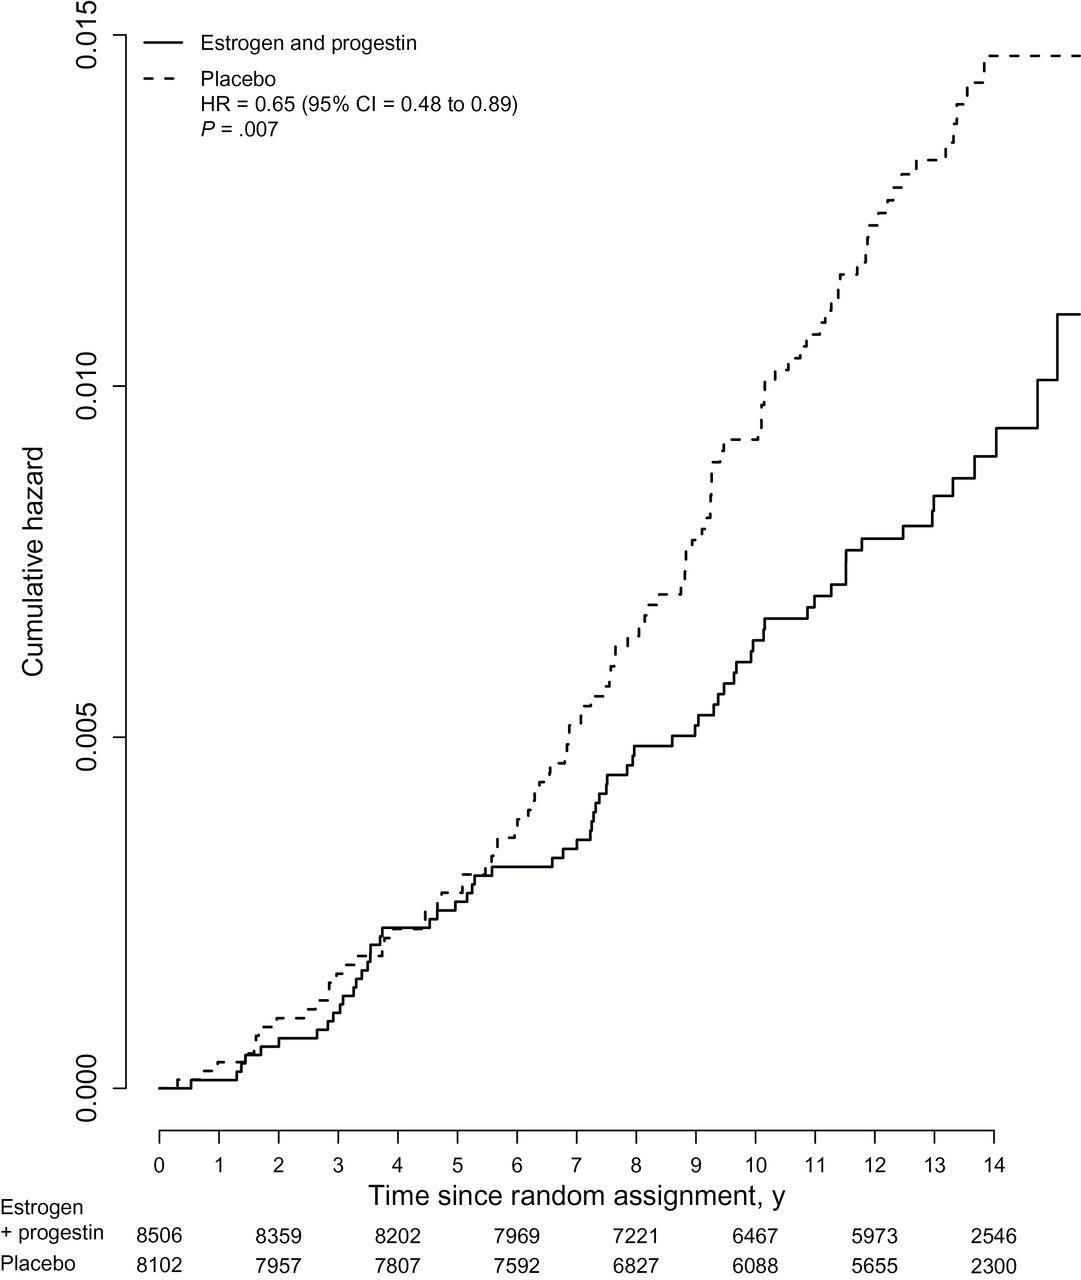 0.015
Estrogen and progestin
Placebo
HR = 0.65 (95% CI = 0.48 to 0.89)
P = .007
0.010
Cumulative hazard
0.005
0.000
0 1 2 3 4 5 6 7 8 9 10 11 12 13 14
Time since random assignment, y
Estrogen
+ progestin 8506 8359 8202 7969 7221 6467 5973 2546
Placebo 8102 7957 7807 7592 6827 6088 5655 2300